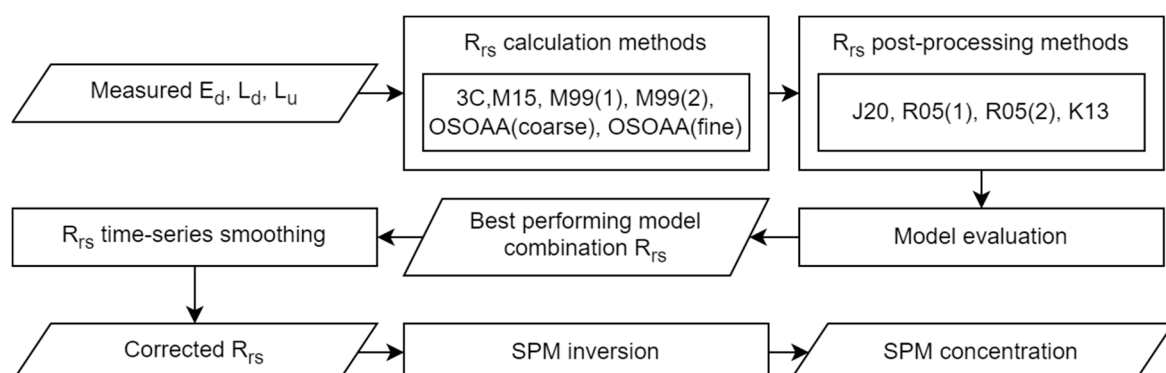 R_rs calculation methods
R_rs post-processing methods
Measured E_d, L_d, L_u
3C,M15, M99(1), M99(2),
OSOAA(coarse), OSOAA(fine)
J20, R05(1), R05(2), K13
R_rs time-series smoothing
Best performing model
combination R_rs
Model evaluation
Corrected R_rs
SPM inversion
SPM concentration